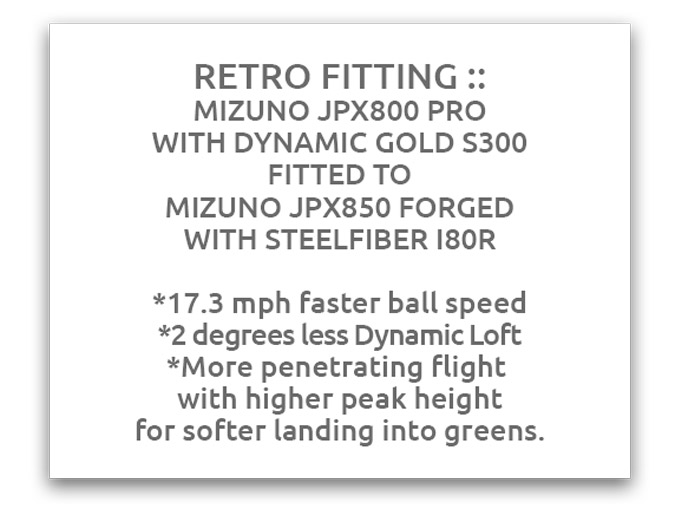 RETRO FITTING ::
MIZUNO JPX800 PRO
WITH DYNAMIC GOLD S300
FITTED TO
MIZUNO JPX850 FORGED
WITH STEELFIBER I80R
*17.3 mph faster ball speed
*2 degrees less Dynamic Loft
*More penetrating flight
with higher peak height
for softer landing into greens.